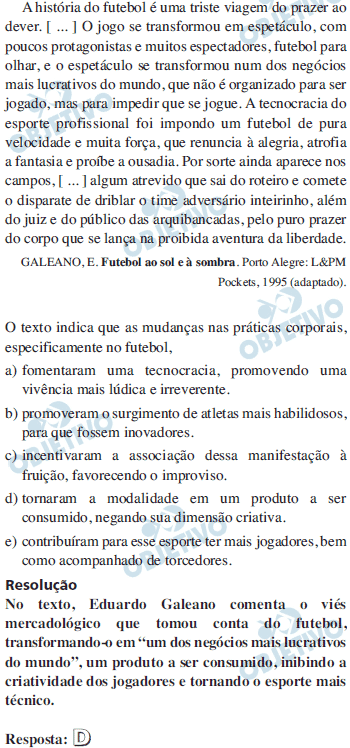 A história do futebol é uma triste viagem do prazer ao
dever. [ ... ] O jogo se transformou em espetáculo, com
poucos protagonistas e muitos espectadores, futebol para
olhar, e o espetáculo se transformou num dos negócios
mais lucrativos do mundo, que não é organizado para ser
jogado, mas para impedir que se jogue. A tecnocracia do
esporte profissional foi impondo um futebol de pura
velocidade e muita força, que renuncia à alegria, atrofia
a fantasia e proíbe a ousadia. Por sorte ainda aparece nos
campos, [ ... ] algum atrevido que sai do roteiro e comete
o disparate de driblar o time adversário inteirinho, além
do juiz e do público das arquibancadas, pelo puro prazer
do corpo que se lança na proibida aventura da liberdade.
GALEANO, E. Futebol ao sol e à sombra. Porto Alegre: L&PM
Pockets, 1995 (adaptado).
O texto indica que as mudanças nas práticas corporais,
especificamente no futebol,
a) fomentaram uma tecnocracia, promovendo uma
vivência mais lúdica e irreverente.
b) promoveram o surgimento de atletas mais habilidosos,
para que fossem inovadores.
c) incentivaram a associação dessa manifestação à
fruição, favorecendo o improviso.
d) tornaram a modalidade em um produto a ser
consumido, negando sua dimensão criativa.
e) contribuíram para esse esporte ter mais jogadores, bem
como acompanhado de torcedores.
Resolução
No texto, Eduardo Galeano comenta o viés
mercadológico que tomou conta do futebol,
transformando-o em “um dos negócios mais lucrativos
do mundo”, um produto a ser consumido, inibindo a
criatividade dos jogadores e tornando o esporte mais
técnico.
Resposta: D
OBJETIVO
OBJETIVO
OBJETIVO
OBJETIVO
OBJETIVO
OBJETIVO
OBJETIVO